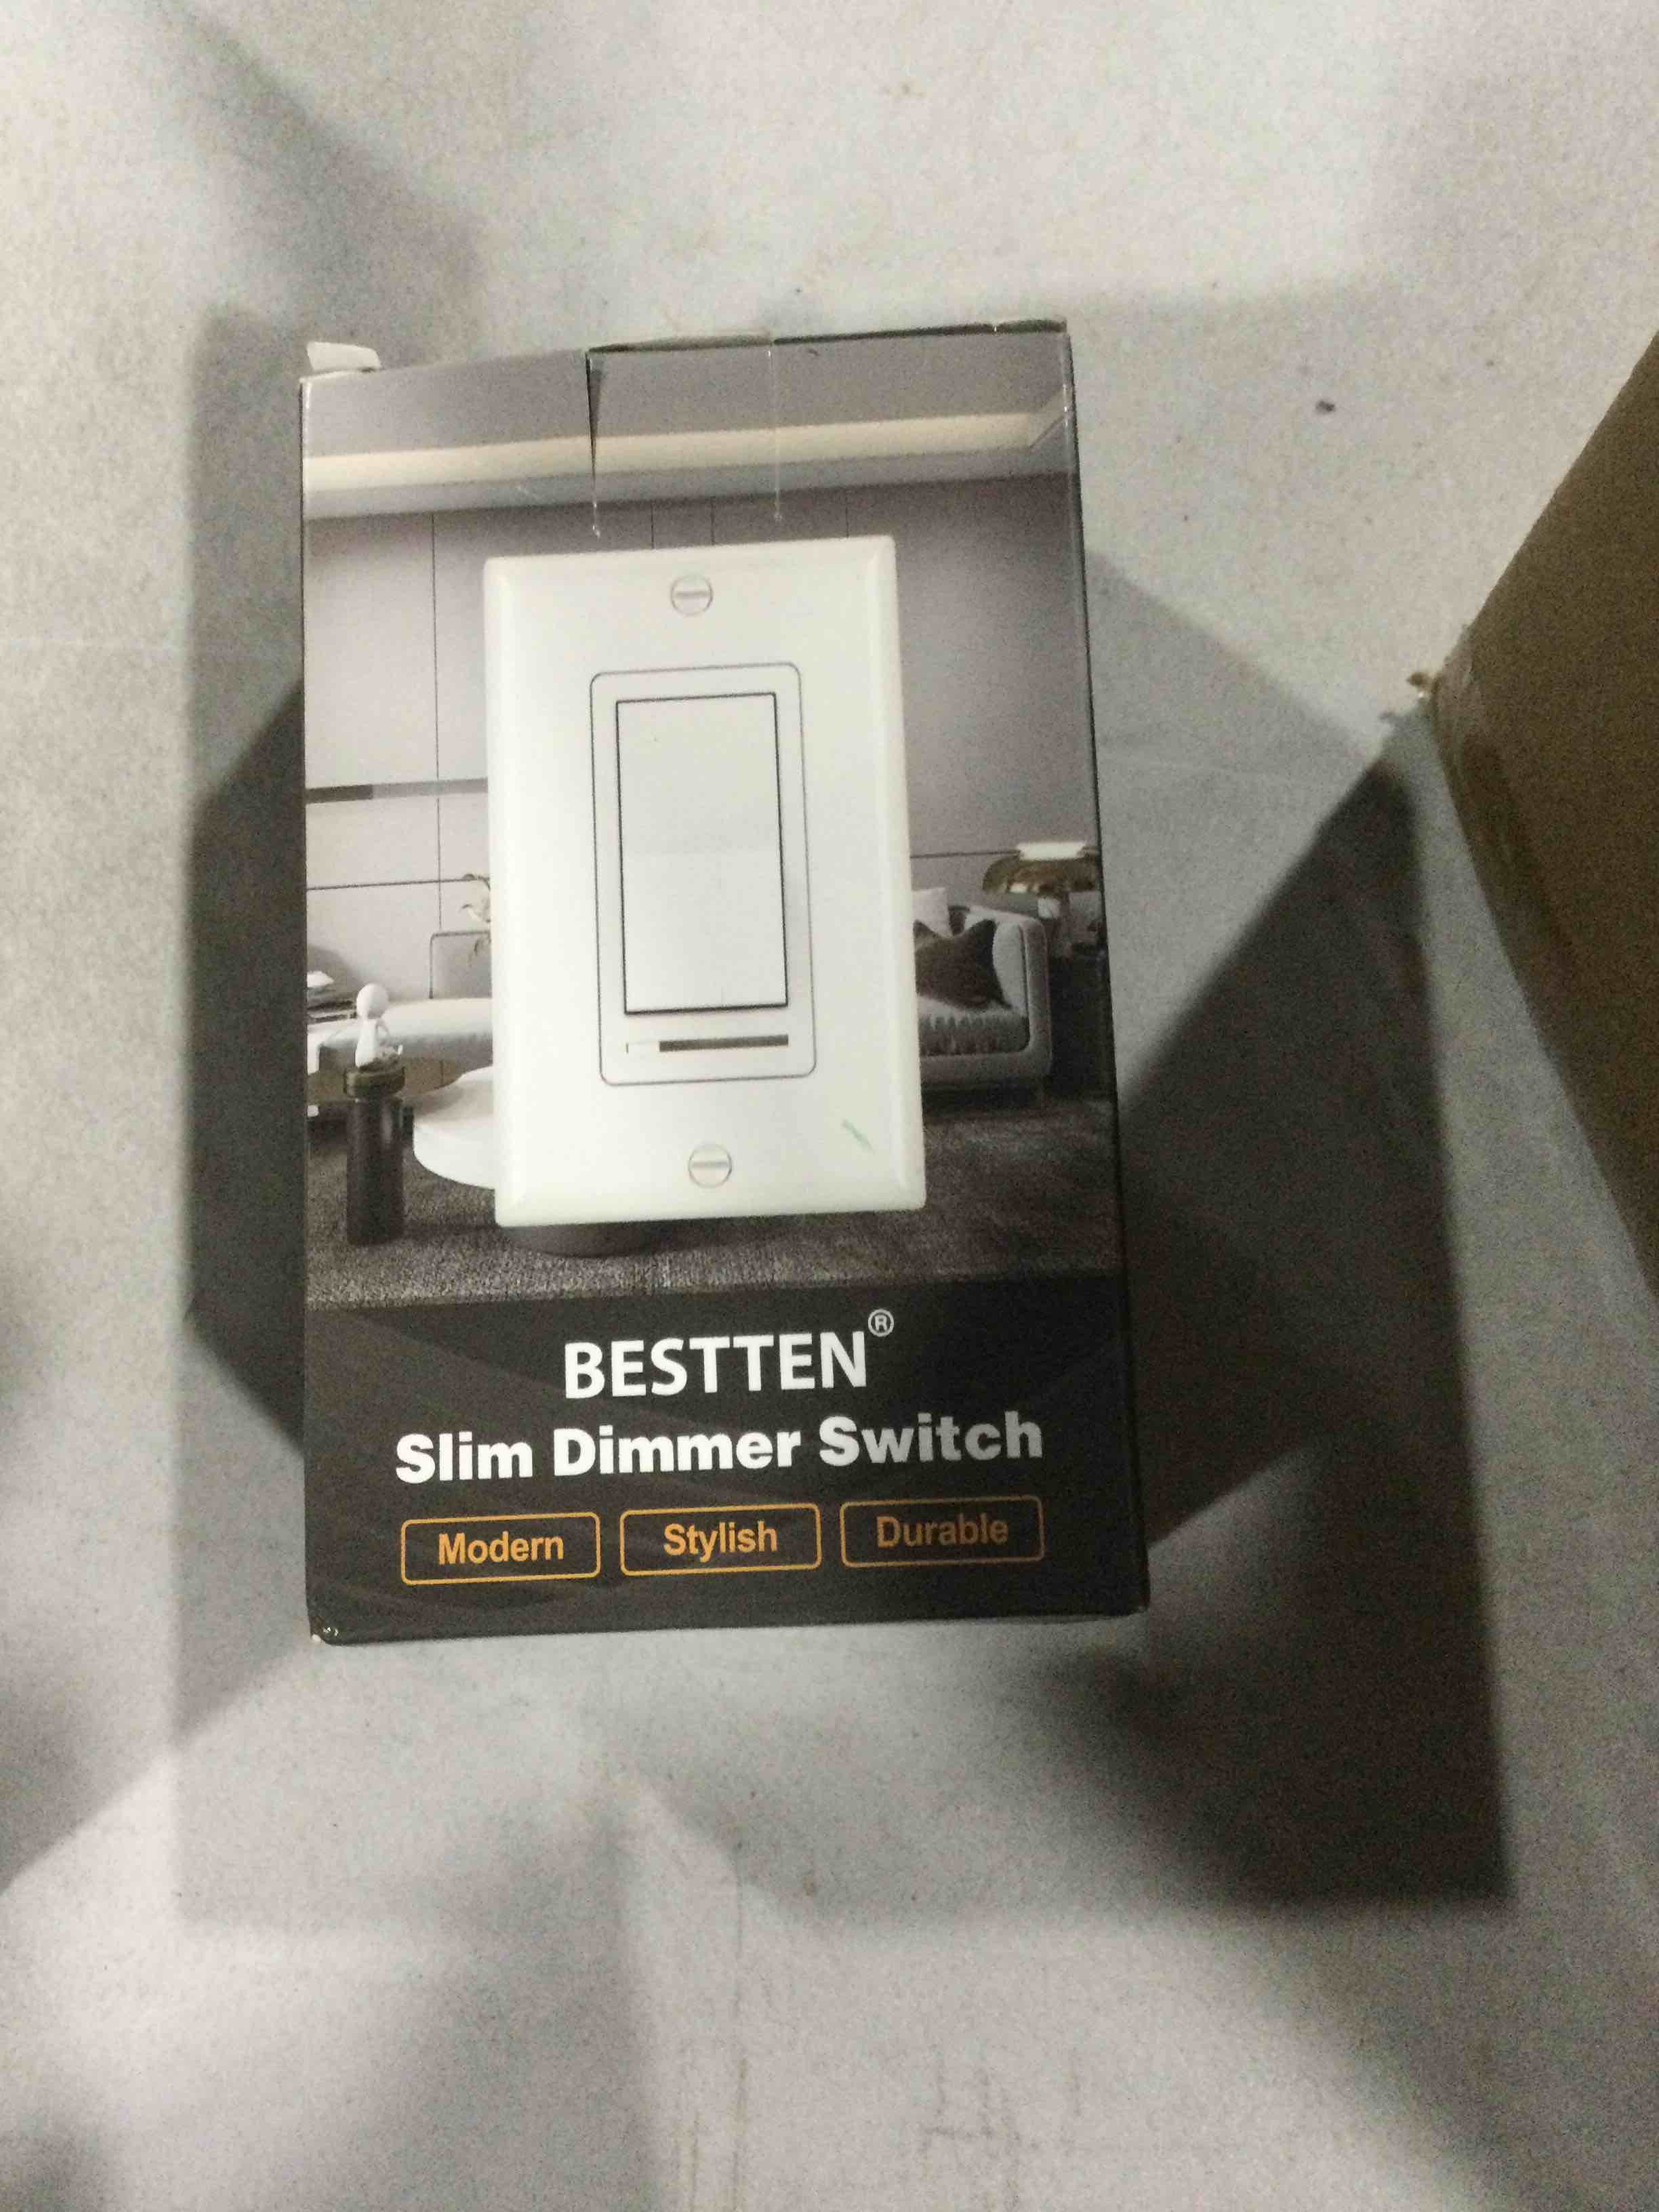 BESTTEN®
Slim Dimmer Switch
Modern Stylish Durable